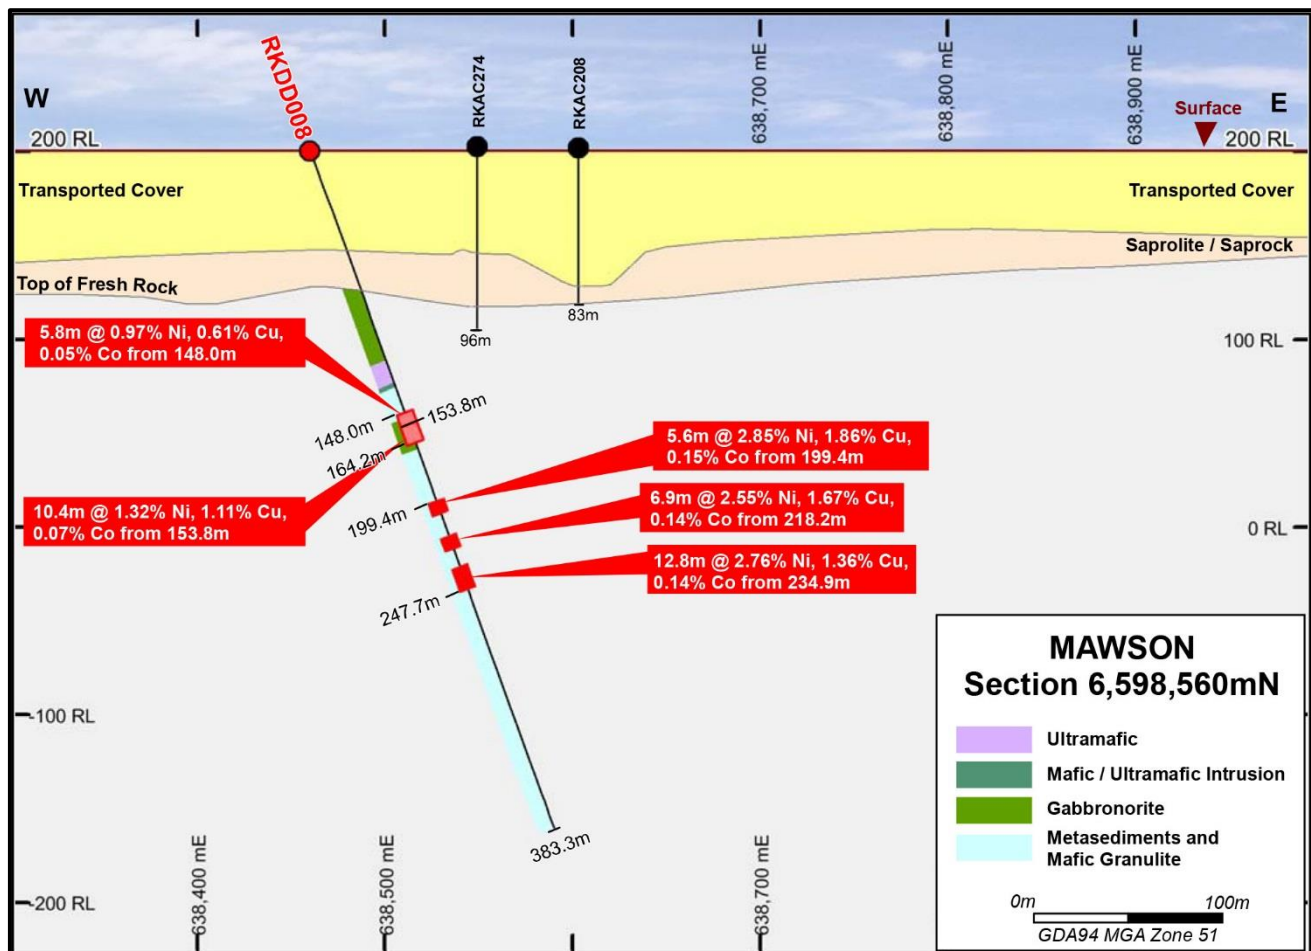 W
RKDD008
RKAC274
RKAC208
638,700 mE
638,800 mE
638,900 mE
Surface
E
200 RL
200 RL
Transported Cover
Transported Cover
Saprolite / Saprock
Top of Fresh Rock
83m
96m
100 RL
5.8m @ 0.97% Ni, 0.61% Cu,
0.05% Co from 148.0m
153.8m
148.0m
164.2m
5.6m @ 2.85% Ni, 1.86% Cu,
0.15% Co from 199.4m
10.4m @ 1.32% Ni, 1.11% Cu,
0.07% Co from 153.8m
199.4m
6.9m @ 2.55% Ni, 1.67% Cu,
0.14% Co from 218.2m
0 RL
12.8m @ 2.76% Ni, 1.36% Cu,
0.14% Co from 234.9m
247.7m
-100 RL
383.3m
-200 RL
638,400 mE
638,500 mE
638,700 mE
MAWSON
Section 6,598,560mN
Ultramafic
Mafic / Ultramafic Intrusion
Gabbronorite
Metasediments and
Mafic Granulite
0m 100m
GDA94 MGA Zone 51